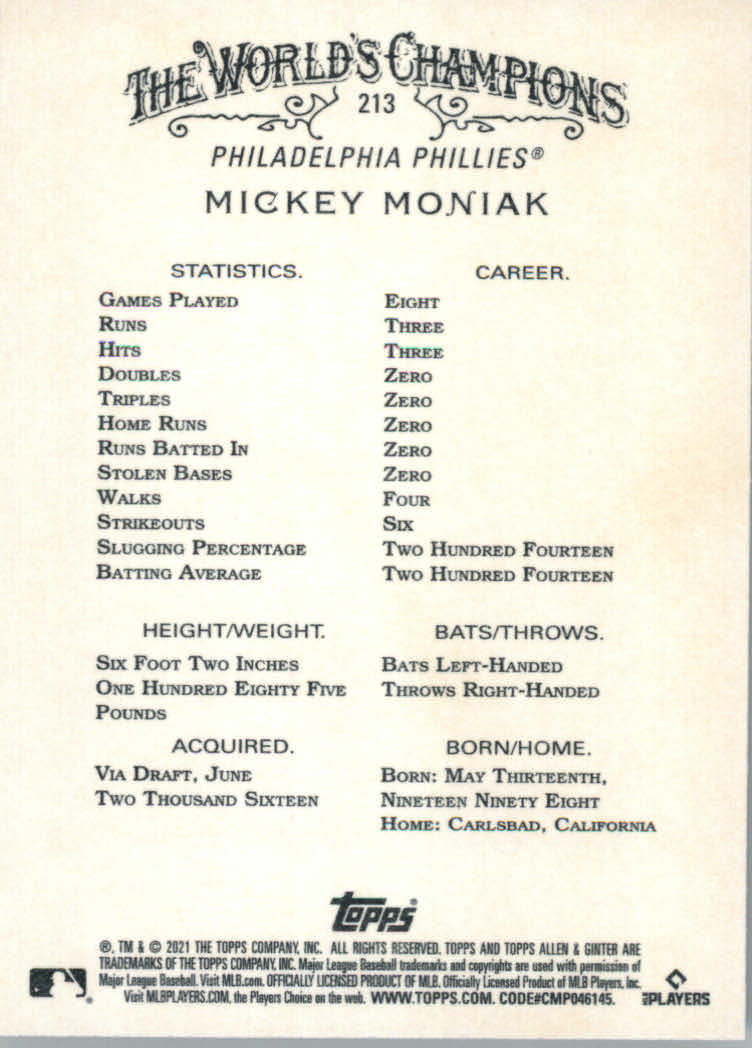 THE WORLD'S CHAMPIONS
213
PHILADELPHIA PHILLIES®
MICKEY MONIAK
STATISTICS. CAREER.
GAMES PLAYED EIGHT
RUNS THREE
HITS THREE
DOUBLES ZERO
TRIPLES ZERO
HOME RUNS ZERO
RUNS BATTED IN ZERO
STOLEN BASES ZERO
WALKS FOUR
STRIKEOUTS SIX
SLUGGING PERCENTAGE TWO HUNDRED FOURTEEN
BATTING AVERAGE TWO HUNDRED FOURTEEN
HEIGHT/WEIGHT. BATS/THROWS.
SIX FOOT TWO INCHES BATS LEFT-HANDED
ONE HUNDRED EIGHTY FIVE THROWS RIGHT-HANDED
POUNDS
ACQUIRED. BORN/HOME.
VIA DRAFT, JUNE BORN: MAY THIRTEENTH,
TWO THOUSAND SIXTEEN NINETEEN NINETY EIGHT
HOME: CARLSBAD, CALIFORNIA
Topps®
®, TM & © 2021 THE TOPPS COMPANY, INC. ALL RIGHTS RESERVED. TOPPS AND TOPPS ALLEN & GINTER ARE
TRADEMARKS OF THE TOPPS COMPANY, INC. Major League Baseball trademarks and copyrights are used with permission of
Major League Baseball. Visit MLB.com. OFFICIALLY LICENSED PRODUCT OF MLB. Officially Licensed Product of MLB Players, Inc.
Visit MLBPLAYERS.COM, the Players Choice on the web. WWW.TOPPS.COM. CODE#CMP046145.
MLBPLAYERS